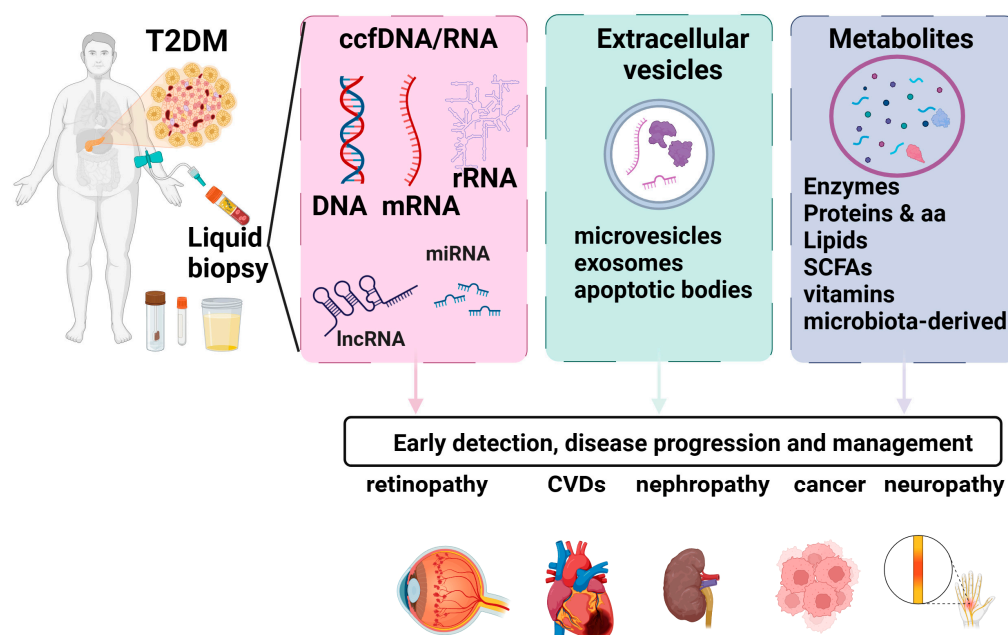 T2DM
Liquid
biopsy
ccfDNA/RNA
DNA
mRNA
rRNA
miRNA
lncRNA
Extracellular
vesicles
microvesicles
exosomes
apoptotic bodies
Metabolites
Enzymes
Proteins & aa
Lipids
SCFAs
vitamins
microbiota-derived
Early detection, disease progression and management
retinopathy
CVDs
nephropathy
cancer
neuropathy